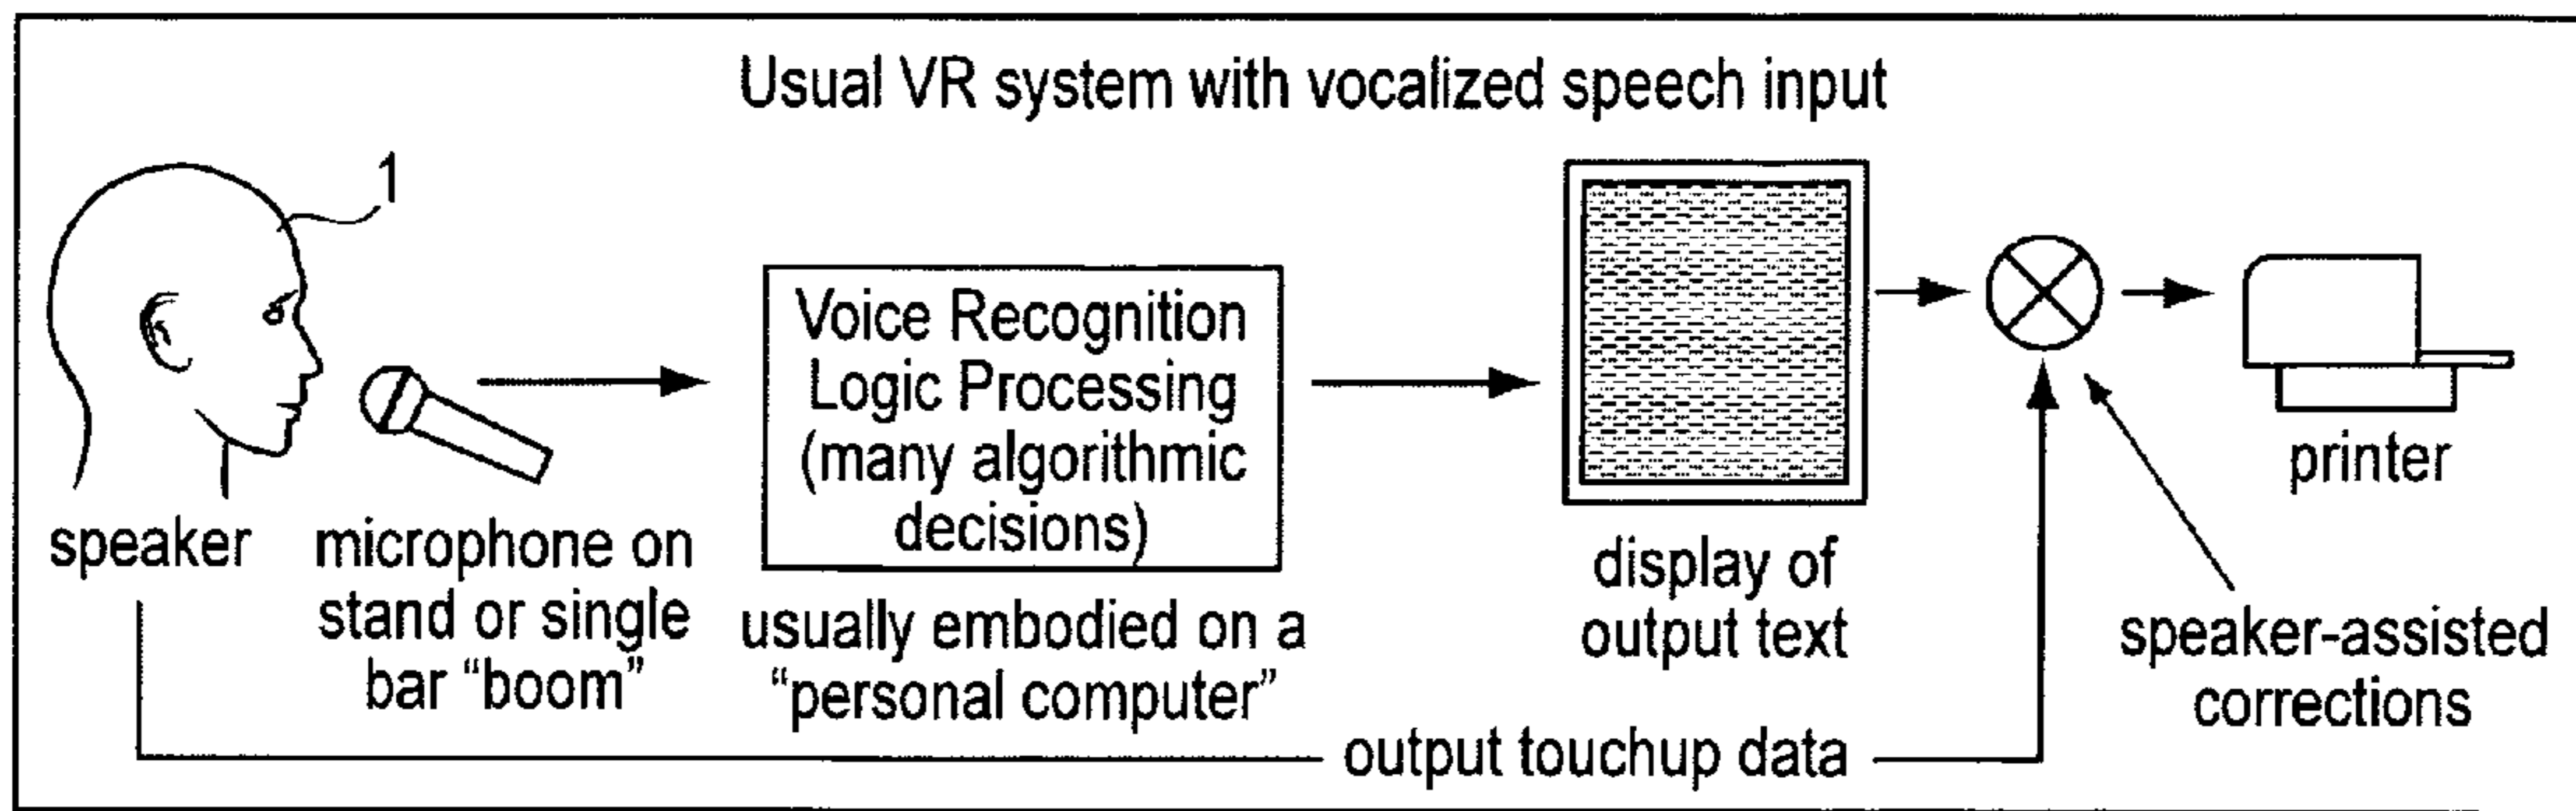 Usual VR system with vocalized speech input
1
speaker
microphone on
stand or single
bar “boom”
Voice Recognition
Logic Processing
(many algorithmic
decisions)
usually embodied on a
“personal computer”
display of
output text
printer
speaker-assisted
corrections
output touchup data